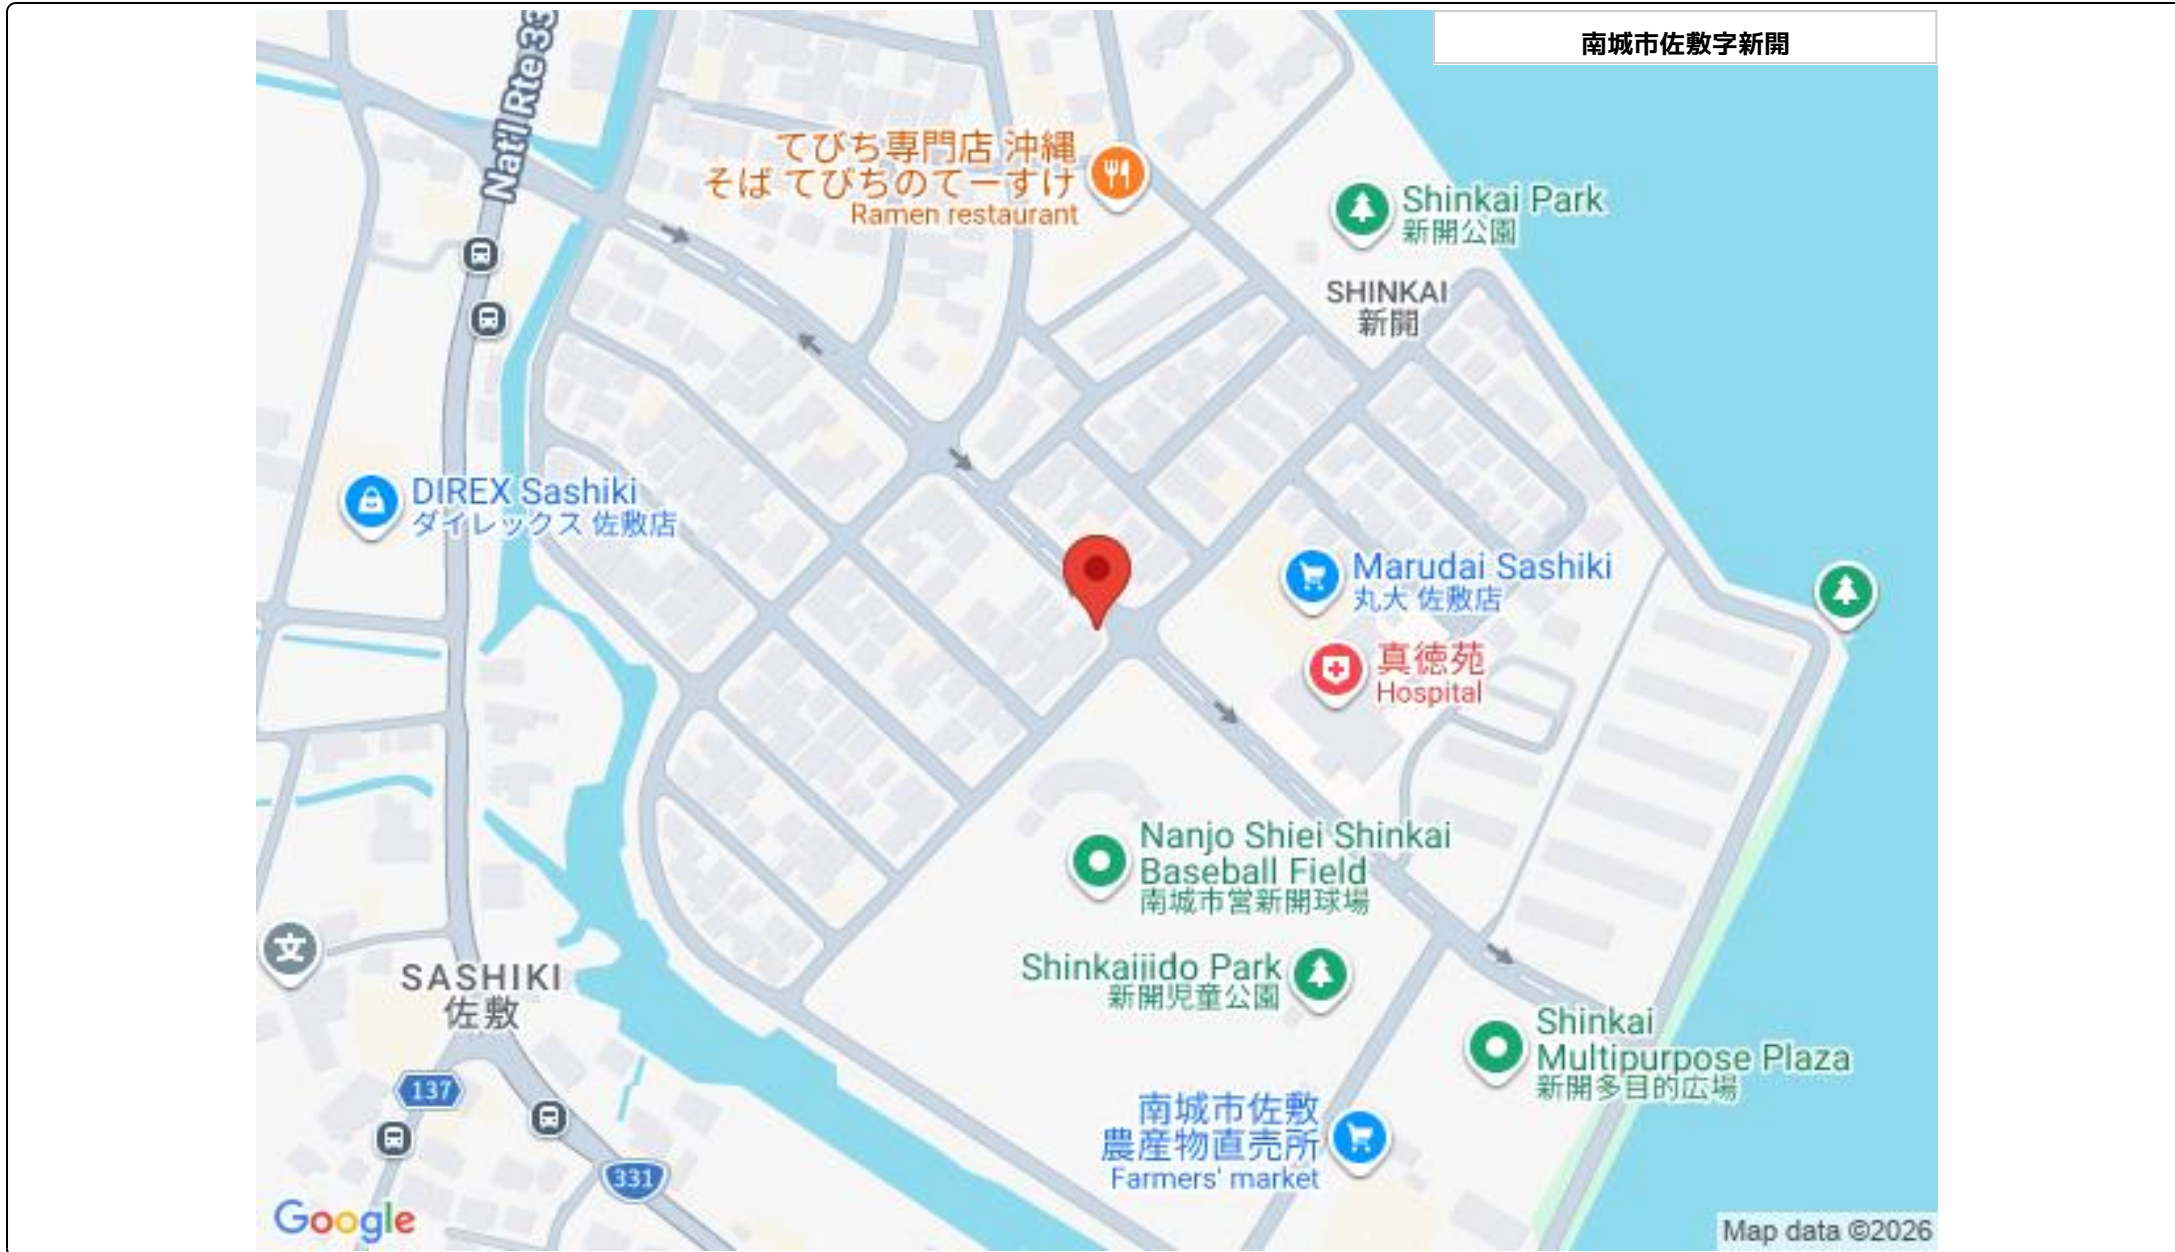 南城市佐敷字新開
Nat'l Rte 33
てびち専門店 沖縄
そば てびちのてーすけ
Ramen restaurant
Shinkai Park
新開公園
SHINKAI
新開
DIREX Sashiki
ダイレックス 佐敷店
Marudai Sashiki
丸大 佐敷店
真徳苑
Hospital
Nanjo Shiei Shinkai
Baseball Field
南城市営新開球場
文
SASHIKI
佐敷
Shinkaijido Park
新開児童公園
Shinkai
Multipurpose Plaza
新開多目的広場
137
南城市佐敷
農産物直売所
Farmers' market
331
Google
Map data ©2026